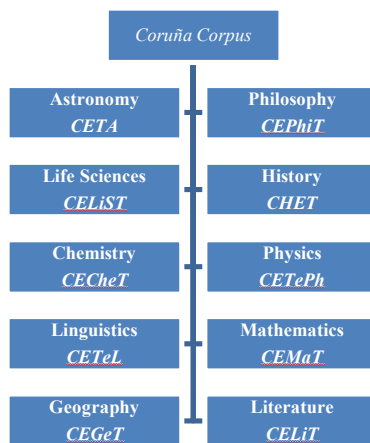 Coruña Corpus
Astronomy
CETA
Philosophy
CEPhiT
Life Sciences
CELiST
History
CHET
Chemistry
CECheT
Physics
CETePh
Linguistics
CETeL
Mathematics
CEMaT
Geography
CEGeT
Literature
CELiT